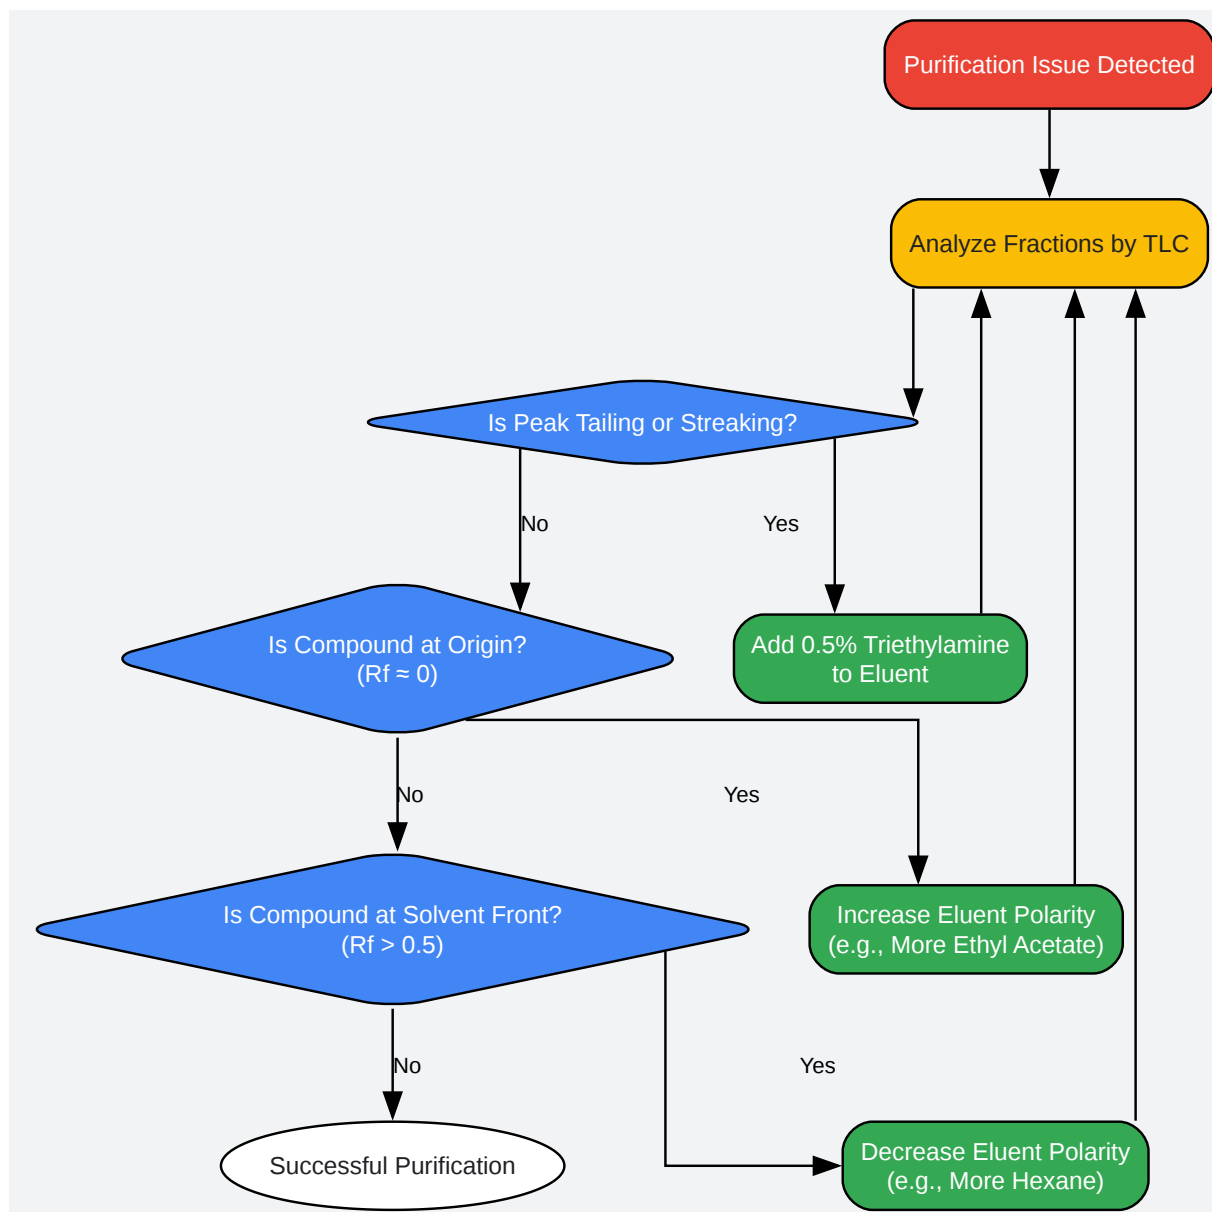 Purification Issue Detected
Analyze Fractions by TLC
Is Peak Tailing or Streaking?
No
Yes
Is Compound at Origin?
(Rf ≈ 0)
Add 0.5% Triethylamine
to Eluent
No
Yes
Is Compound at Solvent Front?
(Rf > 0.5)
Increase Eluent Polarity
(e.g., More Ethyl Acetate)
No
Yes
Successful Purification
Decrease Eluent Polarity
(e.g., More Hexane)